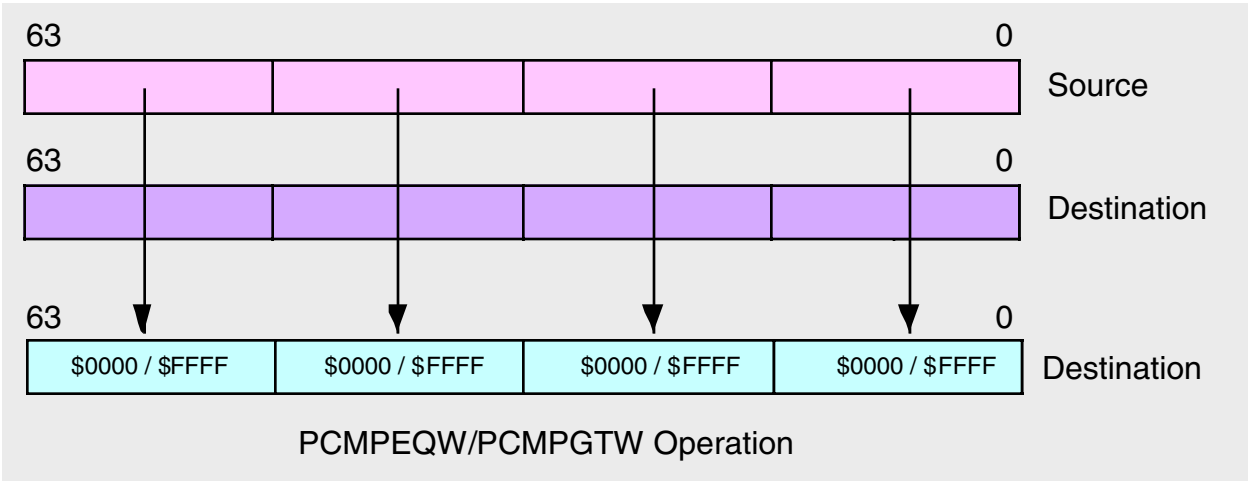 63 0
Source
63 0
Destination
63 0
$0000 / $FFFF $0000 / $FFFF $0000 / $FFFF $0000 / $FFFF Destination
PCMPEQW/PCMPGTW Operation